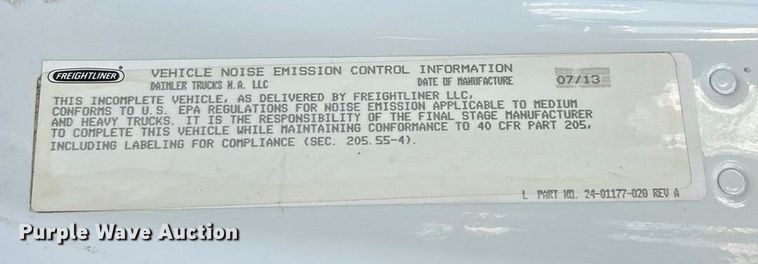 FREIGHTLINER
VEHICLE NOISE EMISSION CONTROL INFORMATION
DAIMLER TRUCKS N.A. LLC DATE OF MANUFACTURE 07/13
THIS INCOMPLETE VEHICLE, AS DELIVERED BY FREIGHTLINER LLC,
CONFORMS TO U.S. EPA REGULATIONS FOR NOISE EMISSION APPLICABLE TO MEDIUM
AND HEAVY TRUCKS. IT IS THE RESPONSIBILITY OF THE FINAL STAGE MANUFACTURER
TO COMPLETE THIS VEHICLE WHILE MAINTAINING CONFORMANCE TO 40 CFR PART 205,
INCLUDING LABELING FOR COMPLIANCE (SEC. 205.55-4).
L PART NO. 24-01177-020 REV A
Purple Wave Auction